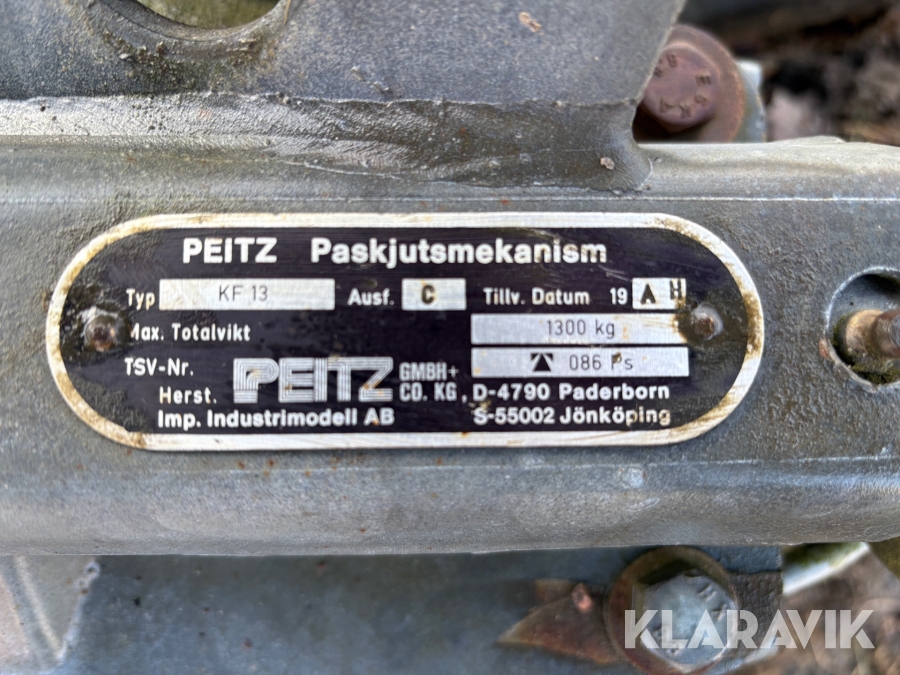 PEITZ Paskjutsmekanism
Typ KF 13 Ausf. C Tillv. Datum 19 A H
Max. Totalvikt 1300 kg
TSV-Nr. 086 Ps
Herst. PEITZ GMBH+ CO. KG, D-4790 Paderborn
Imp. Industrimodell AB S-55002 Jönköping
KLARAVIK